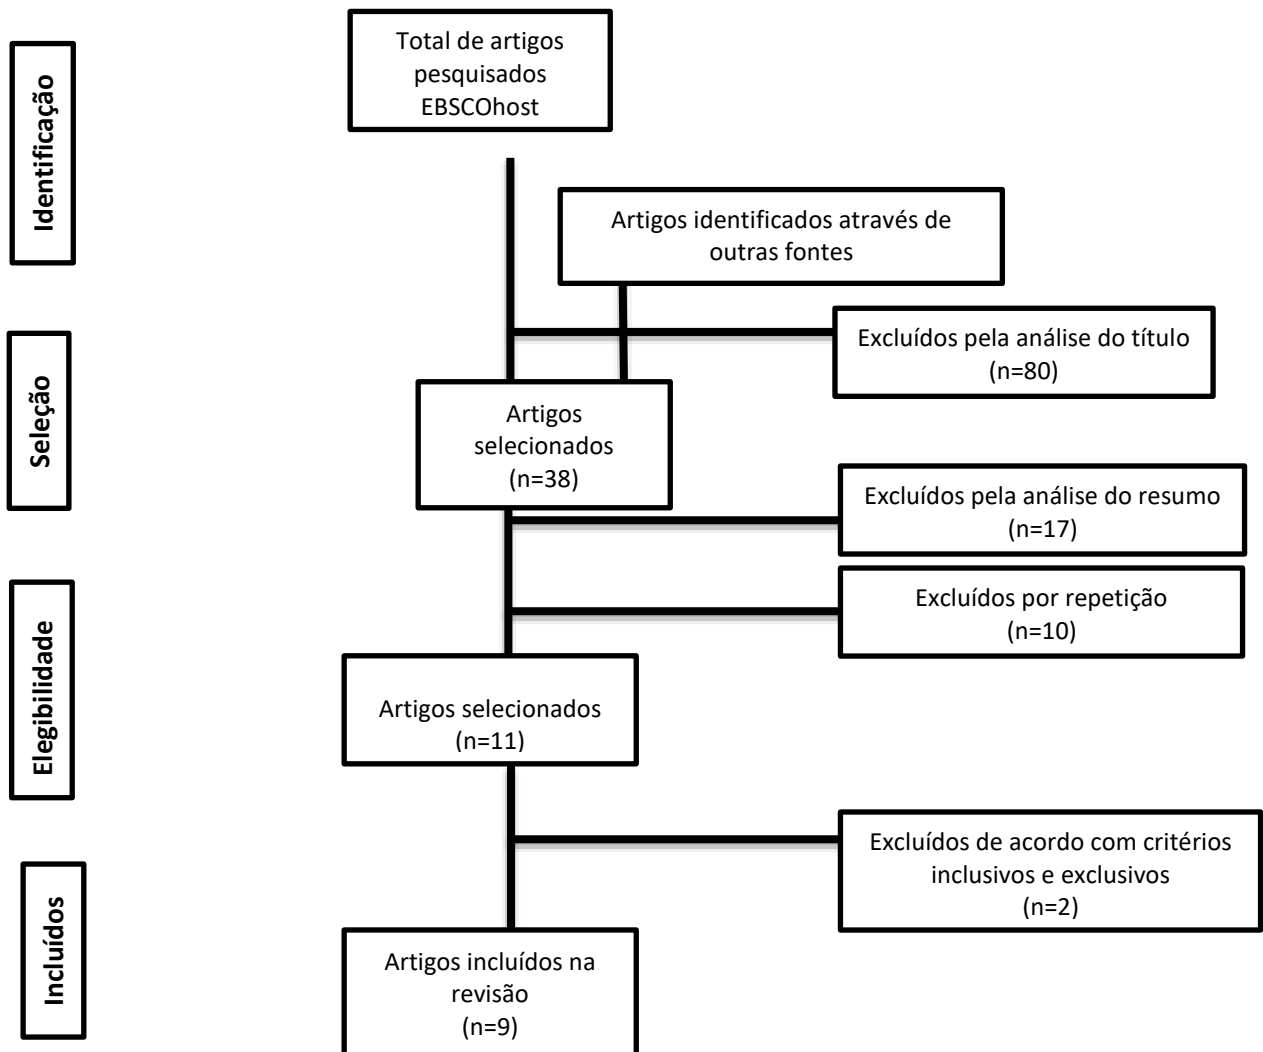 Identificação
Total de artigos
pesquisados
EBSCOhost
Artigos identificados através de
outras fontes
Excluídos pela análise do título
(n=80)
Seleção
Artigos
selecionados
(n=38)
Excluídos pela análise do resumo
(n=17)
Excluídos por repetição
(n=10)
Elegibilidade
Artigos selecionados
(n=11)
Excluídos de acordo com critérios
inclusivos e exclusivos
(n=2)
Incluídos
Artigos incluídos na
revisão
(n=9)